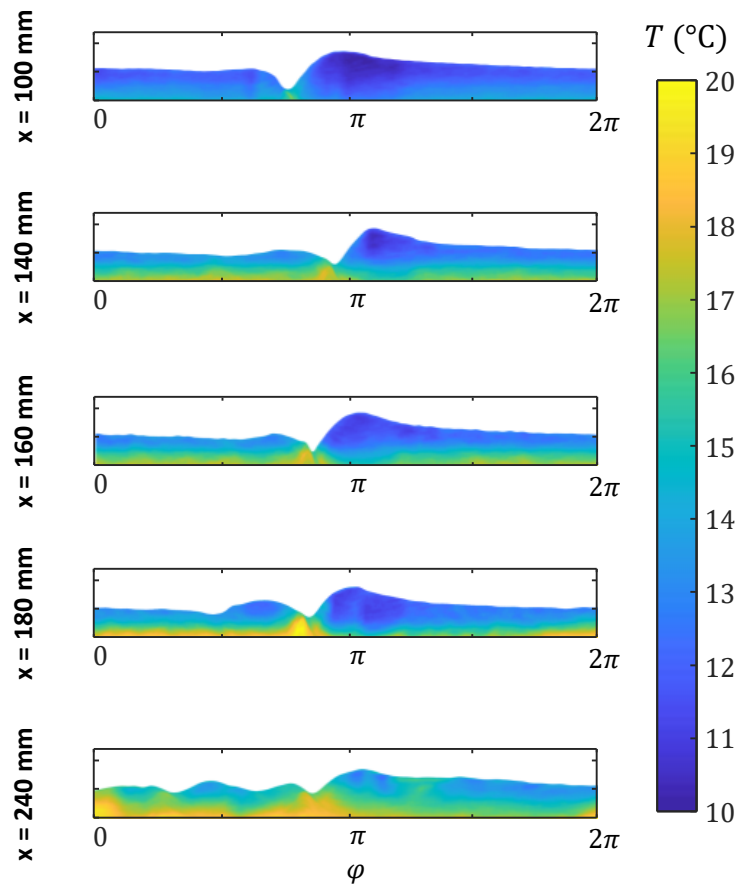 T (°C)
x = 100 mm
0 π 2π
x = 140 mm
0 π 2π
x = 160 mm
0 π 2π
x = 180 mm
0 π 2π
x = 240 mm
0 π 2π
φ
20
19
18
17
16
15
14
13
12
11
10